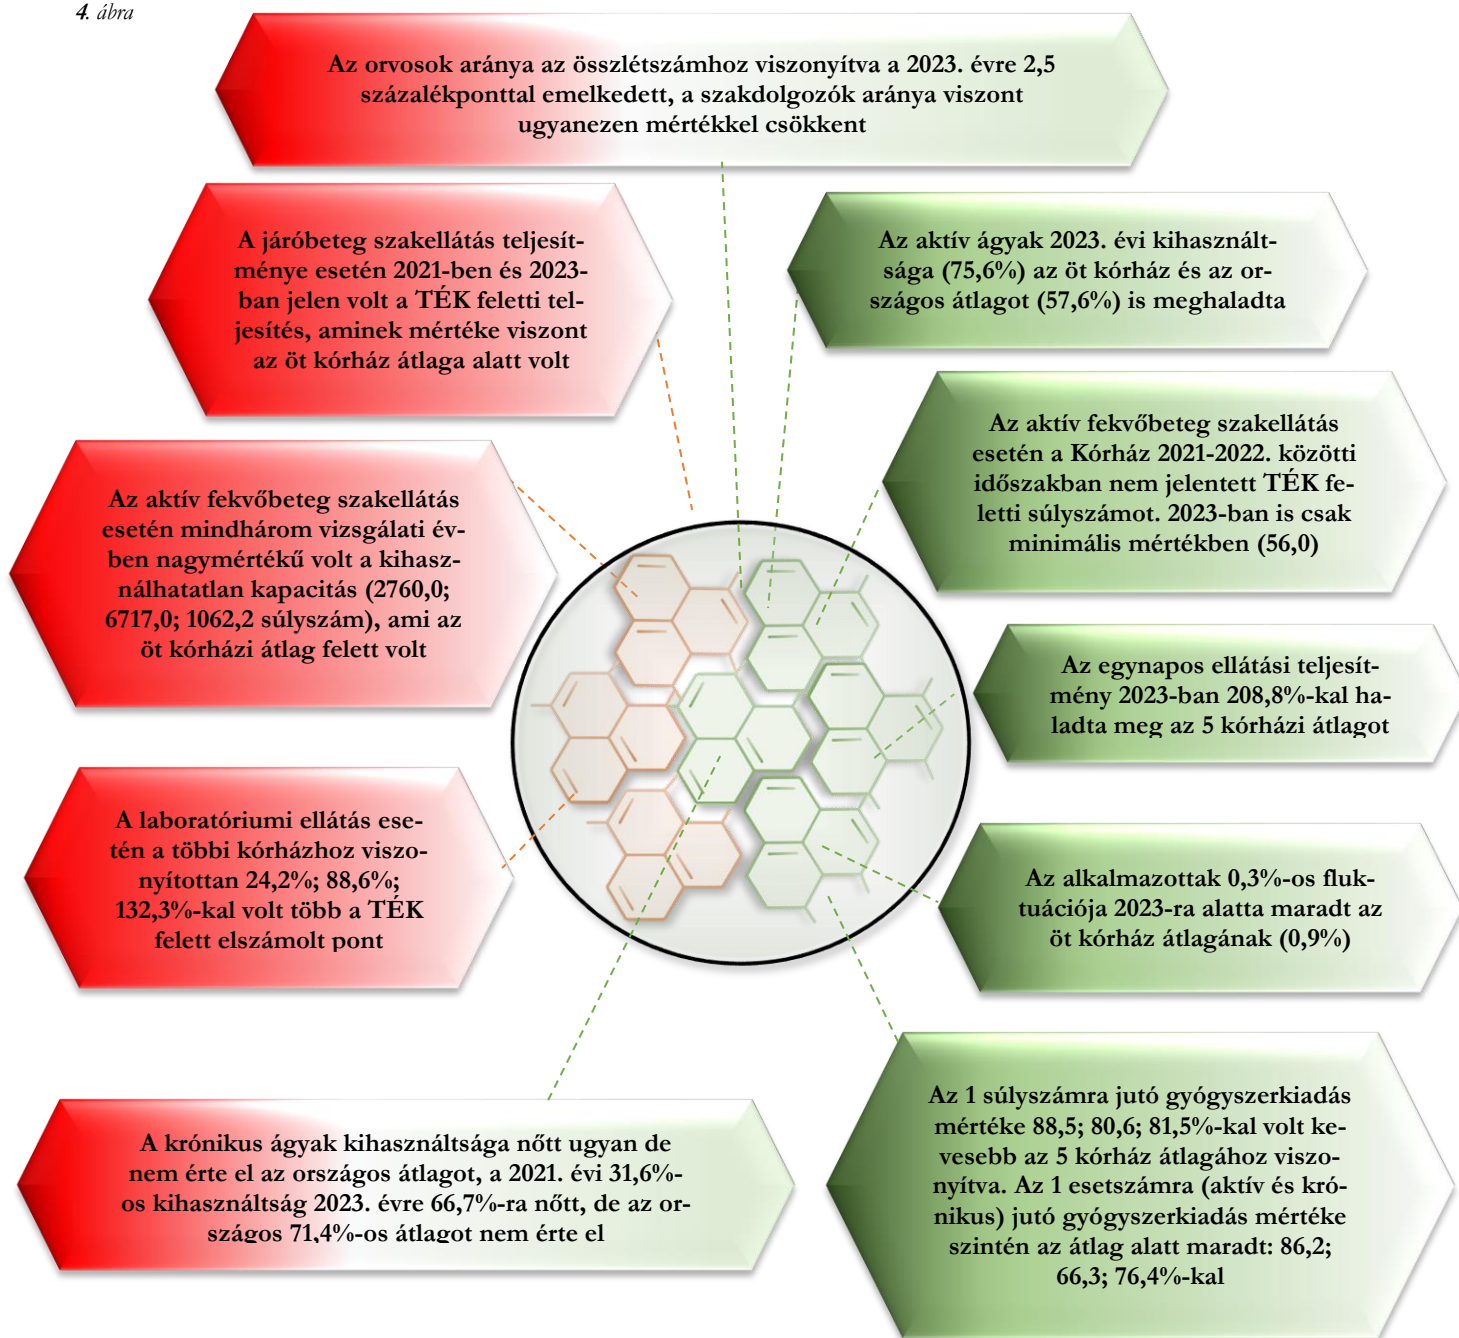 4. ábra
Az orvosok aránya az összlétszámhoz viszonyítva a 2023. évre 2,5
százalékponttal emelkedett, a szakdolgozók aránya viszont
ugyanezen mértékkel csökkent
A járóbeteg szakellátás teljesít-
ménye esetén 2021-ben és 2023-
ban jelen volt a TÉK feletti tel-
jesítés, aminek mértéke viszont
az öt kórház átlaga alatt volt
Az aktív ágyak 2023. évi kihasznált-
sága (75,6%) az öt kórház és az or-
szágos átlagot (57,6%) is meghaladta
Az aktív fekvőbeteg szakellátás
esetén a Kórház 2021-2022. közötti
időszakban nem jelentett TÉK fe-
letti súlyszámot. 2023-ban is csak
minimális mértékben (56,0)
Az aktív fekvőbeteg szakellátás
esetén mindhárom vizsgálati év-
ben nagymértékű volt a kihasz-
nálhatatlan kapacitás (2760,0;
6717,0; 1062,2 súlyszám), ami az
öt kórházi átlag felett volt
Az egynapos ellátási teljesít-
mény 2023-ban 208,8%-kal ha-
ladta meg az 5 kórházi átlagot
A laboratóriumi ellátás ese-
tén a többi kórházhoz viszo-
nyítottan 24,2%; 88,6%;
132,3%-kal volt több a TÉK
felett elszámolt pont
Az alkalmazottak 0,3%-os fluk-
tuációja 2023-ra alatta maradt az
öt kórház átlagának (0,9%)
A krónikus ágyak kihasználtsága nőtt ugyan de
nem érte el az országos átlagot, a 2021. évi 31,6%-
os kihasználtság 2023. évre 66,7%-ra nőtt, de az or-
szágos 71,4%-os átlagot nem érte el
Az 1 súlyszámra jutó gyógyszerkiadás
mértéke 88,5; 80,6; 81,5%-kal volt ke-
vesebb az 5 kórház átlagához viszo-
nyítva. Az 1 esetszámra (aktív és kró-
nikus) jutó gyógyszerkiadás mértéke
szintén az átlag alatt maradt: 86,2;
66,3; 76,4%-kal